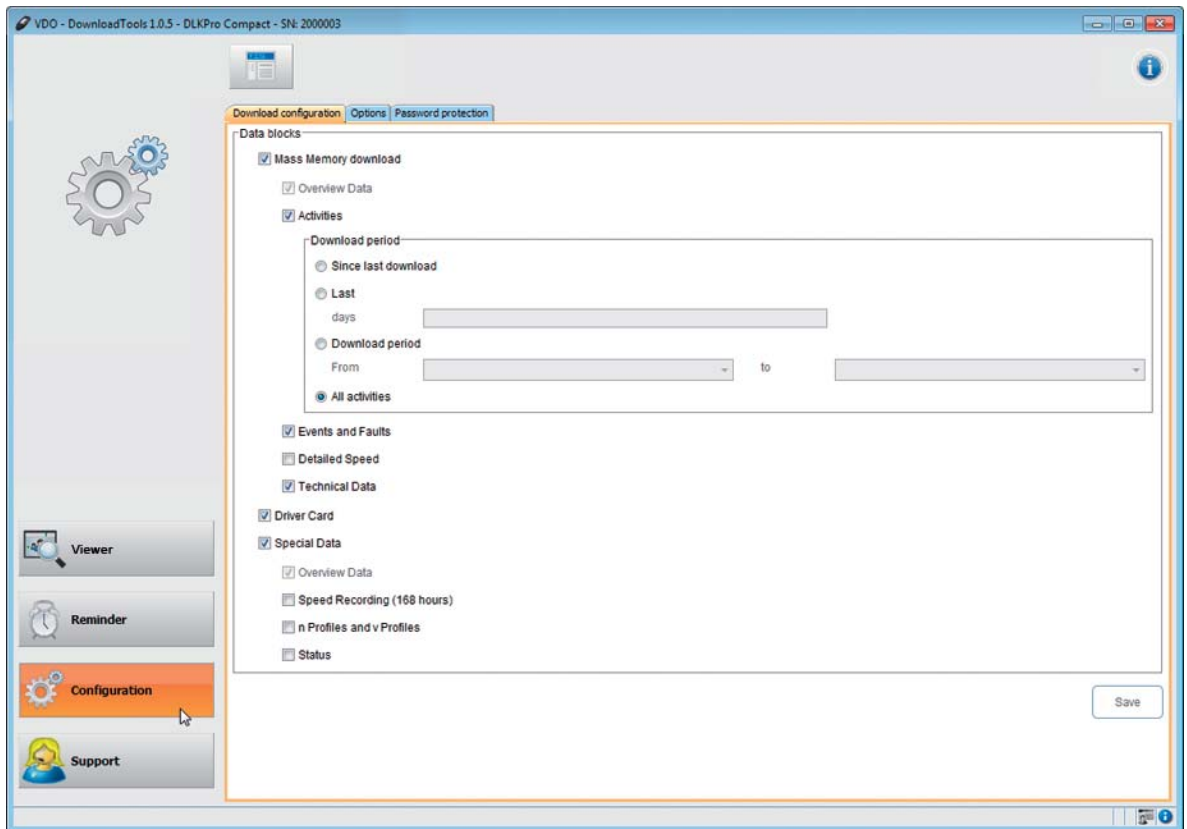 VDO - DownloadTools 1.0.5 - DLKPro Compact - SN: 2000003
Download configuration Options Password protection
Data blocks
Mass Memory download
Overview Data
Activities
Download period
Since last download
Last
days
Download period
From to
All activities
Events and Faults
Detailed Speed
Technical Data
Driver Card
Special Data
Overview Data
Speed Recording (168 hours)
n Profiles and v Profiles
Status
Save
Viewer
Reminder
Configuration
Support